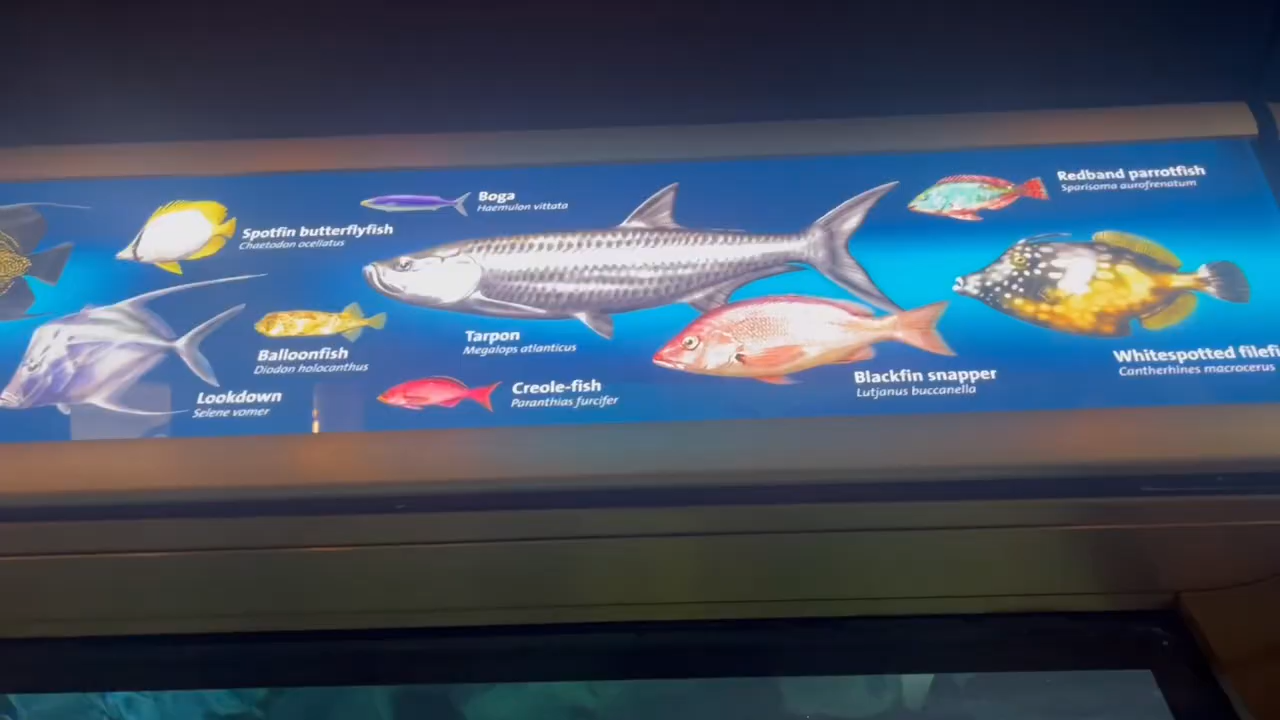 Spotfin butterflyfish
Chaetodon ocellatus
Boga
Haemulon vittata
Redband parrotfish
Sparisoma aurofrenatum
Balloonfish
Diodon holocanthus
Tarpon
Megalops atlanticus
Lookdown
Selene vomer
Creole-fish
Paranthias furcifer
Blackfin snapper
Lutjanus buccanella
Whitespotted filefi
Cantherhines macrocerus